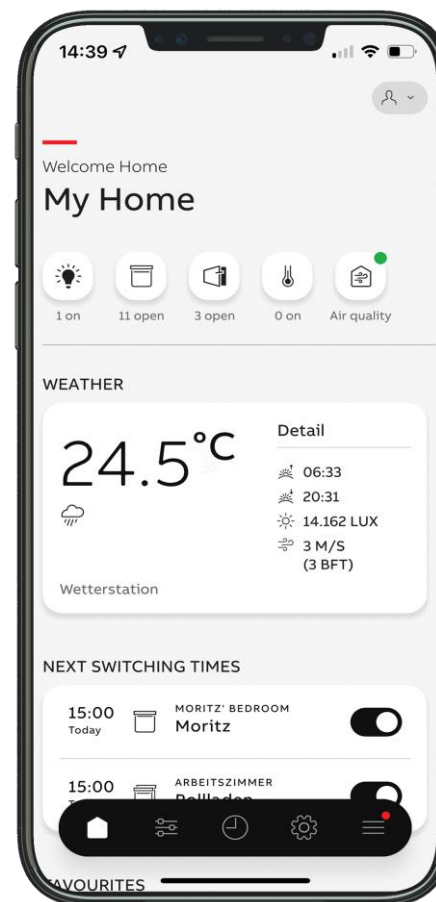 14:39
Welcome Home
My Home
1 on
11 open
3 open
0 on
Air quality
WEATHER
24.5°C
Detail
06:33
20:31
14.162 LUX
3 M/S
(3 BFT)
Wetterstation
NEXT SWITCHING TIMES
15:00
Today
MORITZ' BEDROOM
Moritz
15:00
ARBEITSZIMMER
Rollladen
FAVOURITES